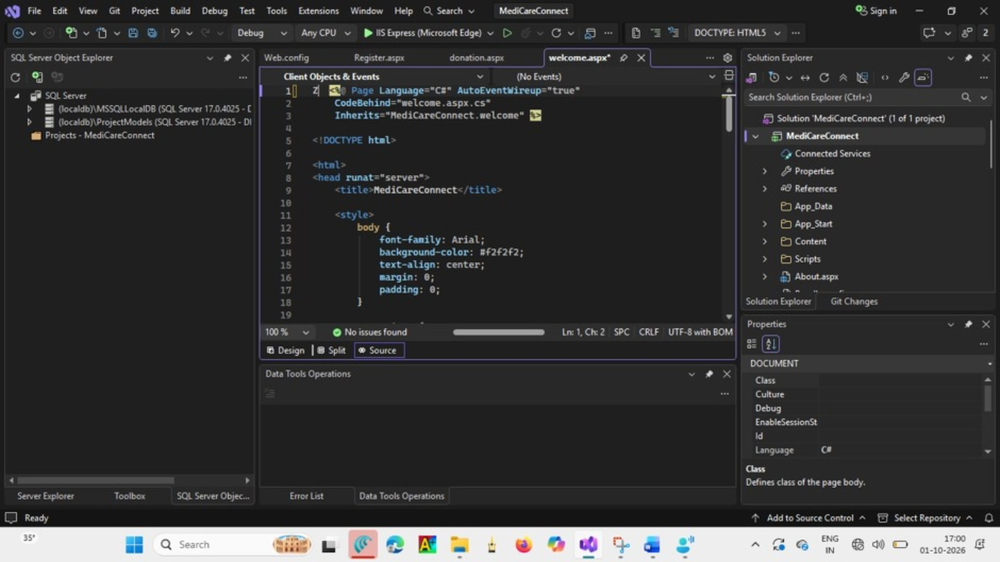 File Edit View Git Project Build Debug Test Tools Extensions Window Help Search MediCareConnect Sign in
Debug Any CPU IIS Express (Microsoft Edge) DOCTYPE: HTML5 2
SQL Server Object Explorer
SQL Server
(localdb)\MSSQLLocalDB (SQL Server 17.0.4025 - D
(localdb)\ProjectModels (SQL Server 17.0.4025 - DI
Projects - MediCareConnect
Server Explorer Toolbox SQL Server Objec...
Web.config Register.aspx donation.aspx welcome.aspx*
Client Objects & Events (No Events)
1 Z <%@ Page Language="C#" AutoEventWireup="true"
2 CodeBehind="welcome.aspx.cs"
3 Inherits="MediCareConnect.welcome" %>
4
5 <!DOCTYPE html>
6
7 <html>
8 <head runat="server">
9 <title>MediCareConnect</title>
10
11 <style>
12 body {
13 font-family: Arial;
14 background-color: #f2f2f2;
15 text-align: center;
16 margin: 0;
17 padding: 0;
18 }
19
100 % No issues found Ln: 1, Ch: 2 SPC CRLF UTF-8 with BOM
Design Split Source
Data Tools Operations
Error List Data Tools Operations
Solution Explorer
Search Solution Explorer (Ctrl+;)
Solution 'MediCareConnect' (1 of 1 project)
MediCareConnect
Connected Services
Properties
References
App_Data
App_Start
Content
Scripts
About.aspx
Solution Explorer Git Changes
Properties
DOCUMENT
Class
Culture
Debug
EnableSessionSt
Id
Language C#
Class
Defines class of the page body.
Ready Add to Source Control Select Repository
35°
Search
ENG
IN
17:00
01-10-2026